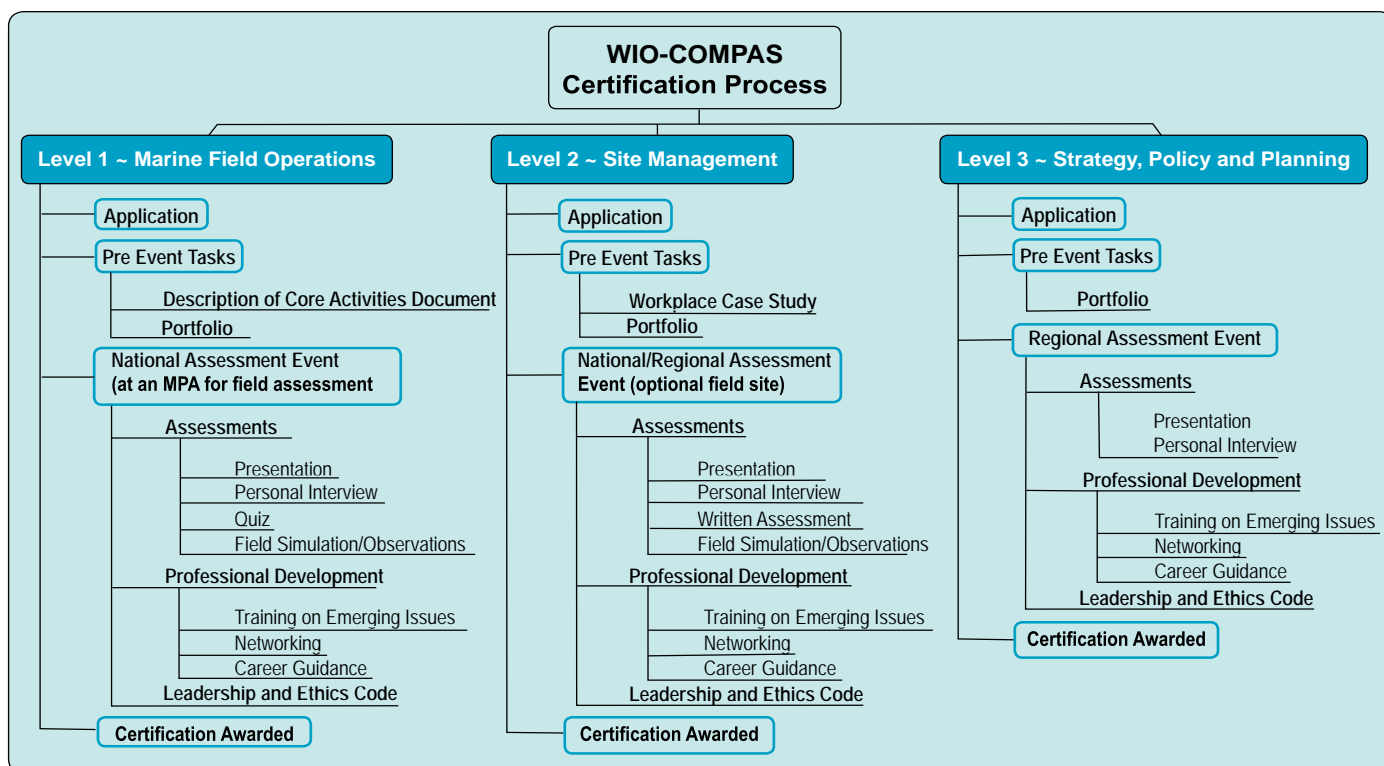 WIO-COMPAS
Certification Process
Level 1 ~ Marine Field Operations
Application
Pre Event Tasks
Description of Core Activities Document
Portfolio
National Assessment Event
(at an MPA for field assessment
Assessments
Presentation
Personal Interview
Quiz
Field Simulation/Observations
Professional Development
Training on Emerging Issues
Networking
Career Guidance
Leadership and Ethics Code
Certification Awarded
Level 2 ~ Site Management
Application
Pre Event Tasks
Workplace Case Study
Portfolio
National/Regional Assessment
Event (optional field site)
Assessments
Presentation
Personal Interview
Written Assessment
Field Simulation/Observations
Professional Development
Training on Emerging Issues
Networking
Career Guidance
Leadership and Ethics Code
Certification Awarded
Level 3 ~ Strategy, Policy and Planning
Application
Pre Event Tasks
Portfolio
Regional Assessment Event
Assessments
Presentation
Personal Interview
Professional Development
Training on Emerging Issues
Networking
Career Guidance
Leadership and Ethics Code
Certification Awarded